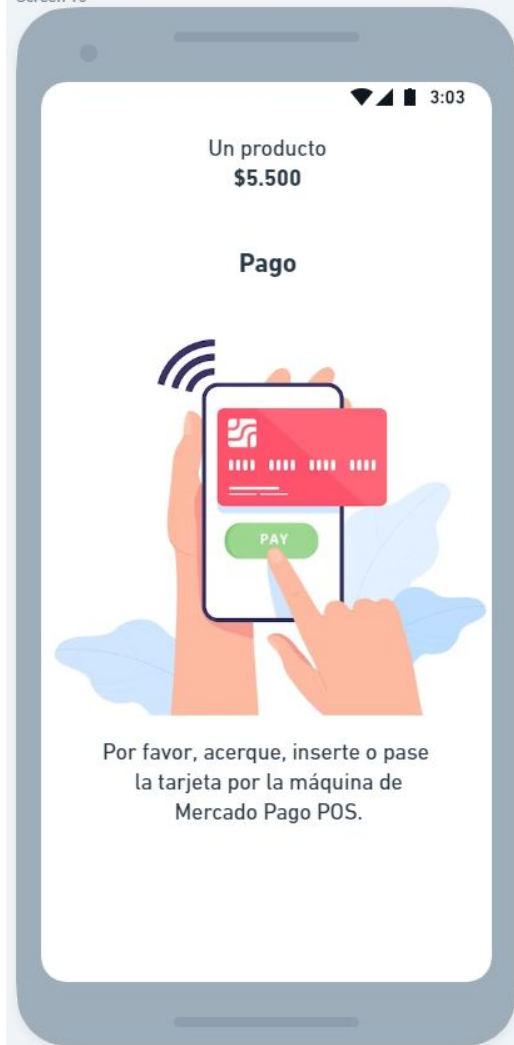 3:03
Un producto
$5.500
Pago
PAY
Por favor, acerque, inserte o pase
la tarjeta por la máquina de
Mercado Pago POS.